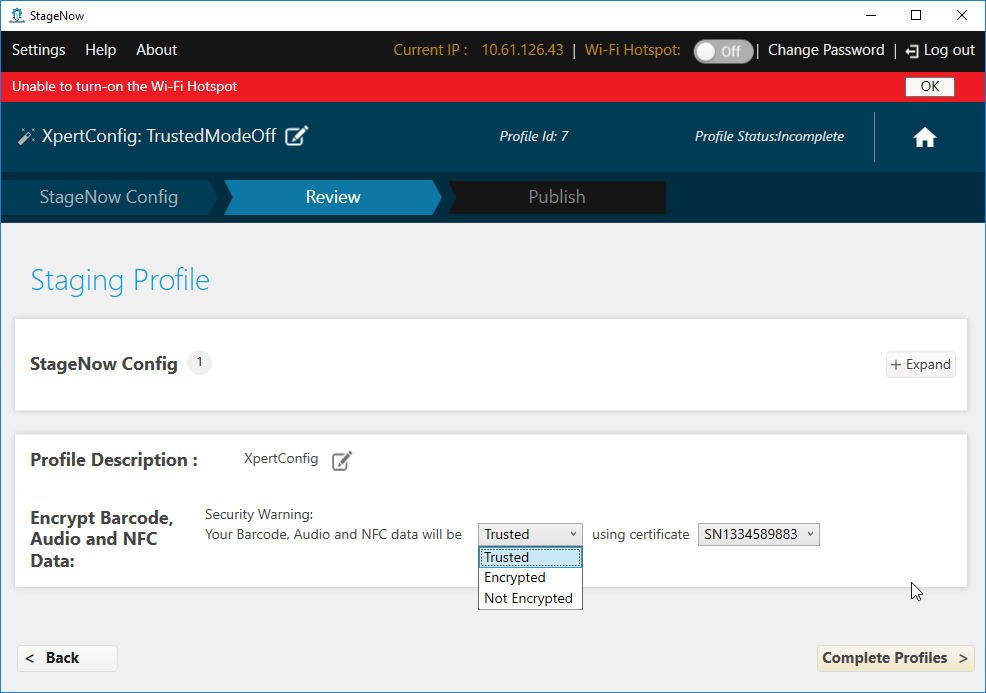 StageNow
Settings Help About Current IP : 10.61.126.43 | Wi-Fi Hotspot: Off | Change Password | Log out
Unable to turn-on the Wi-Fi Hotspot OK
XpertConfig: TrustedModeOff Profile Id: 7 Profile Status:Incomplete
StageNow Config Review Publish
Staging Profile
StageNow Config 1 + Expand
Profile Description : XpertConfig
Encrypt Barcode,
Audio and NFC
Data:
Security Warning:
Your Barcode, Audio and NFC data will be Trusted using certificate SN1334589883
Trusted
Encrypted
Not Encrypted
< Back Complete Profiles >